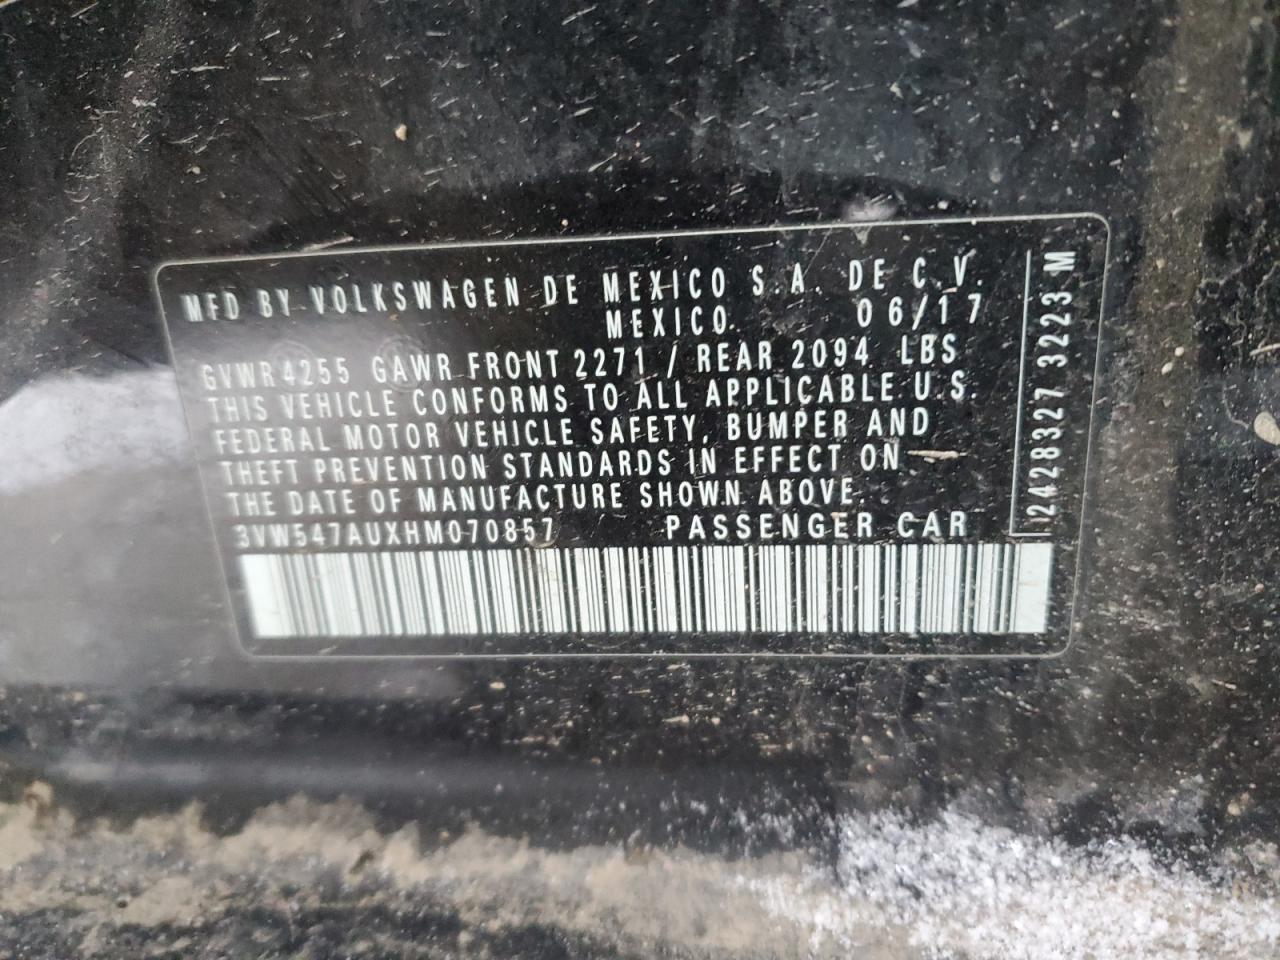 MFD BY VOLKSWAGEN DE MEXICO S.A. DE C.V.
MEXICO. 06/17
GVWR 4255 GAWR FRONT 2271 / REAR 2094 LBS
THIS VEHICLE CONFORMS TO ALL APPLICABLE U.S.
FEDERAL MOTOR VEHICLE SAFETY, BUMPER AND
THEFT PREVENTION STANDARDS IN EFFECT ON
THE DATE OF MANUFACTURE SHOWN ABOVE.
3VW547AUXHM070857 PASSENGER CAR
2428327 3223 M